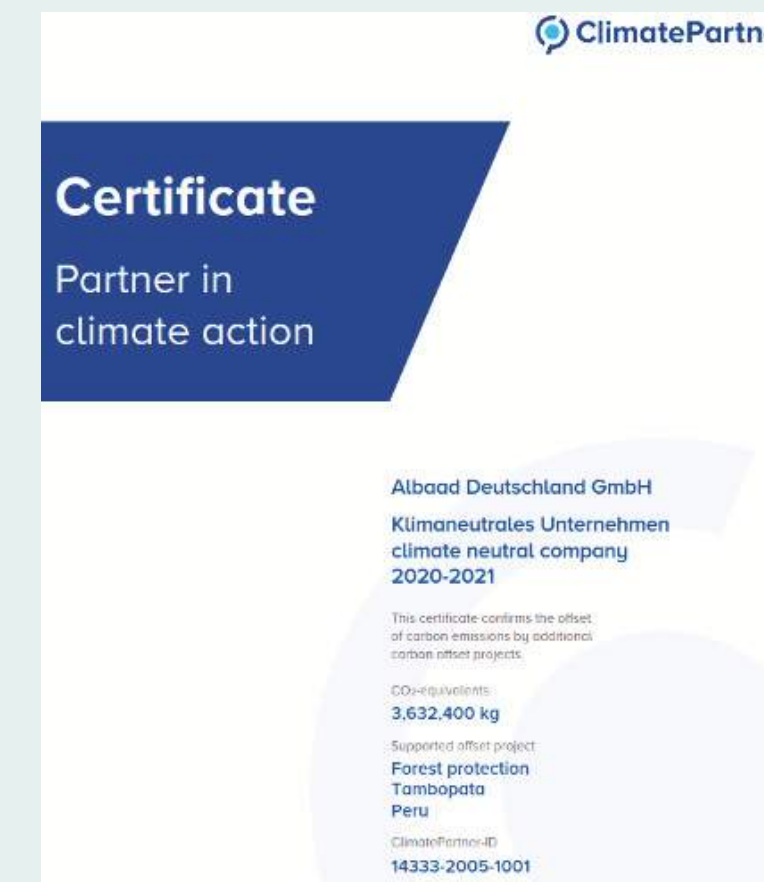 ClimatePartn
Certificate
Partner in
climate action
Albaad Deutschland GmbH
Klimaneutrales Unternehmen
climate neutral company
2020-2021
This certificate confirms the offset
of carbon emissions by additional
carbon offset projects.
CO₂-equivalents
3,632,400 kg
Supported offset project
Forest protection
Tambopata
Peru
ClimatePartner-ID
14333-2005-1001